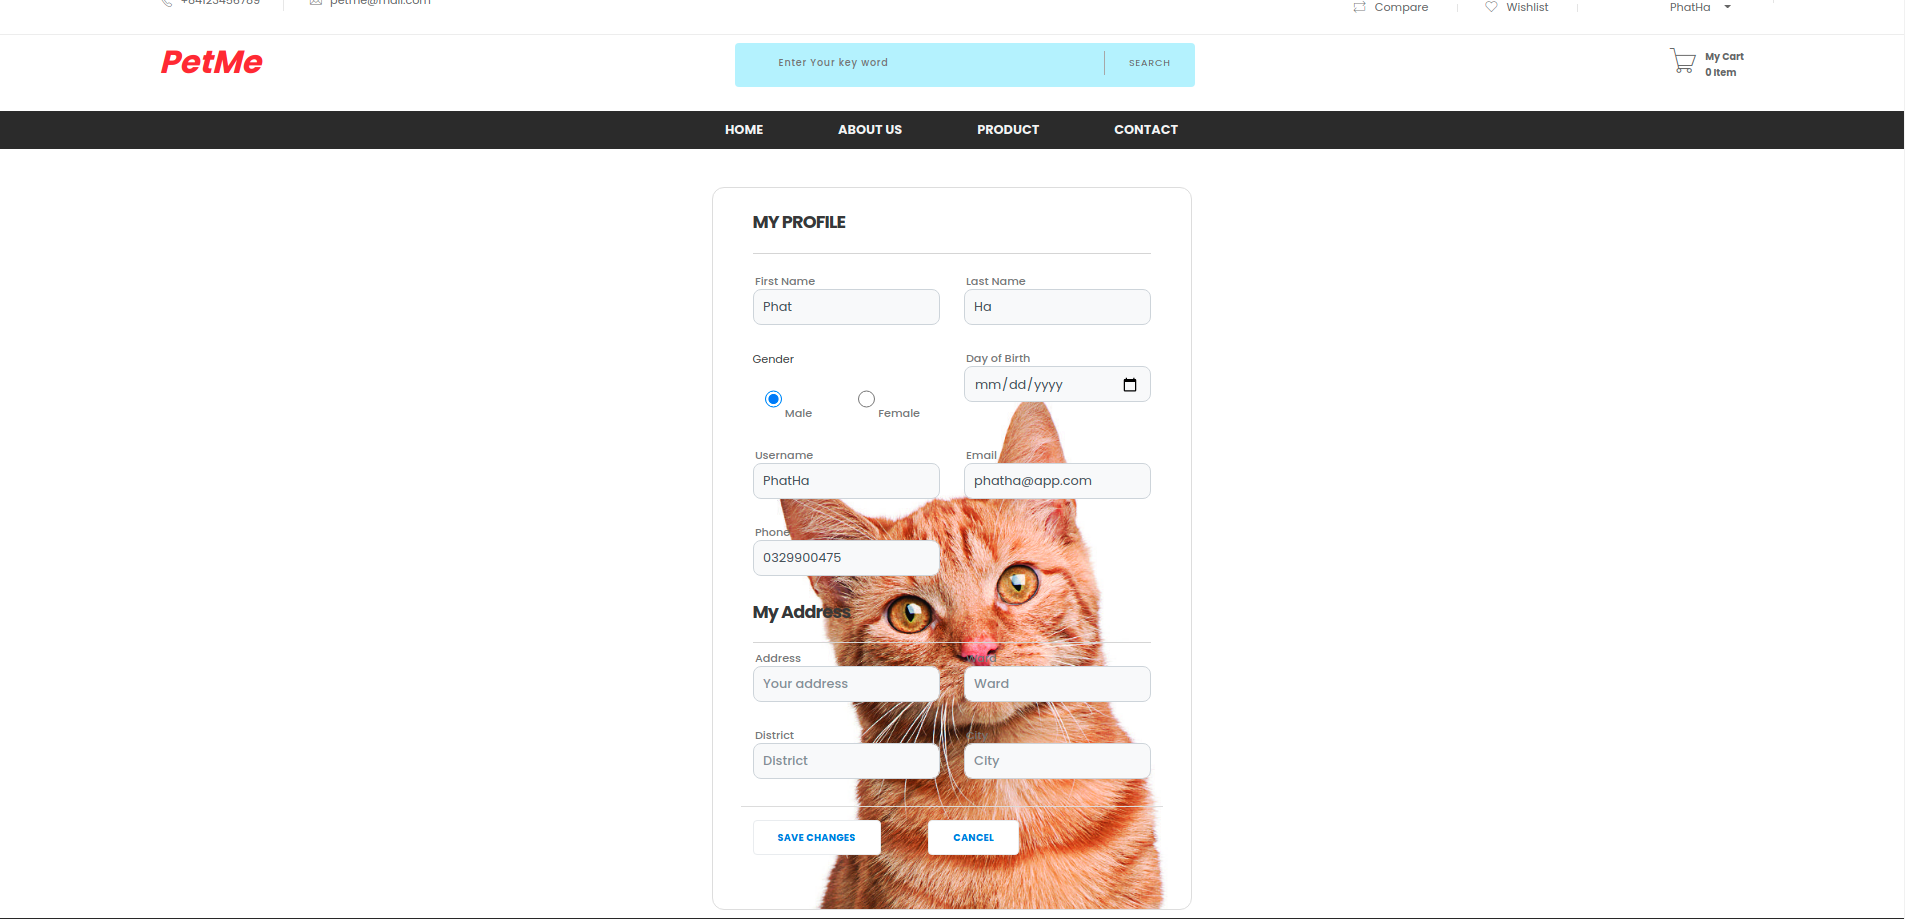 +84123456789 petme@mail.com Compare Wishlist PhatHa
PetMe
Enter Your key word SEARCH
My Cart
0 Item
HOME ABOUT US PRODUCT CONTACT
MY PROFILE
First Name Last Name
Phat Ha
Gender Day of Birth
mm/dd/yyyy
Male Female
Username Email
PhatHa phatha@app.com
Phone
0329900475
My Address
Address Ward
Your address Ward
District City
District City
SAVE CHANGES CANCEL